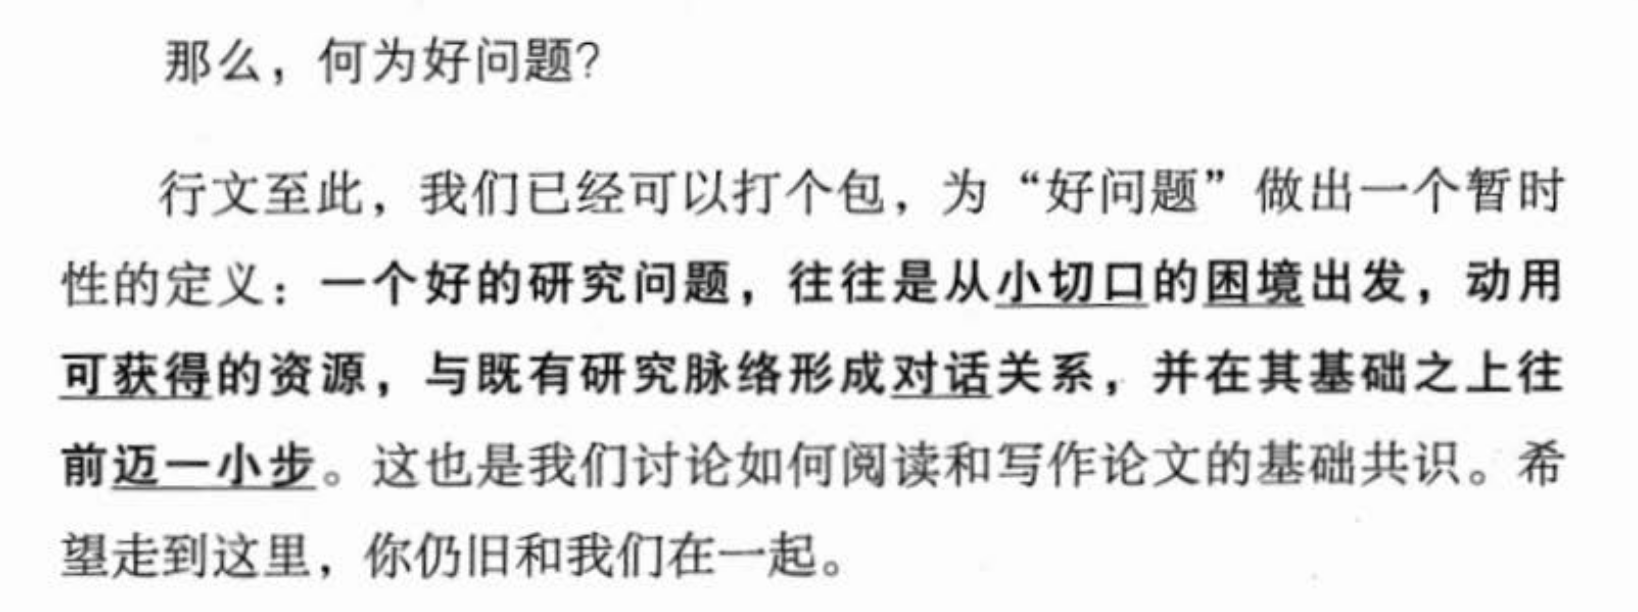 那么，何为好问题？
行文至此，我们已经可以打个包，为“好问题”做出一个暂时
性的定义：一个好的研究问题，往往是从小切口的困境出发，动用
可获得的资源，与既有研究脉络形成对话关系，并在其基础之上往
前迈一小步。这也是我们讨论如何阅读和写作论文的基础共识。希
望走到这里，你仍旧和我们在一起。